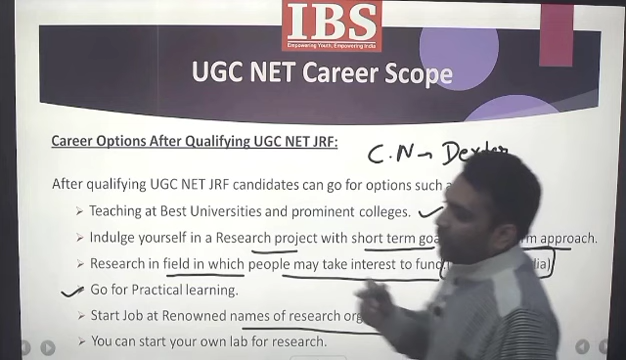 IBS
Empowering Youth, Empowering India
UGC NET Career Scope
Career Options After Qualifying UGC NET JRF:
C.N → Dexter
After qualifying UGC NET JRF candidates can go for options such
Teaching at Best Universities and prominent colleges.
Indulge yourself in a Research project with short term approach.
Research in field in which people may take interest to fund.
Go for Practical learning.
Start Job at Renowned names of research
You can start your own lab for research.